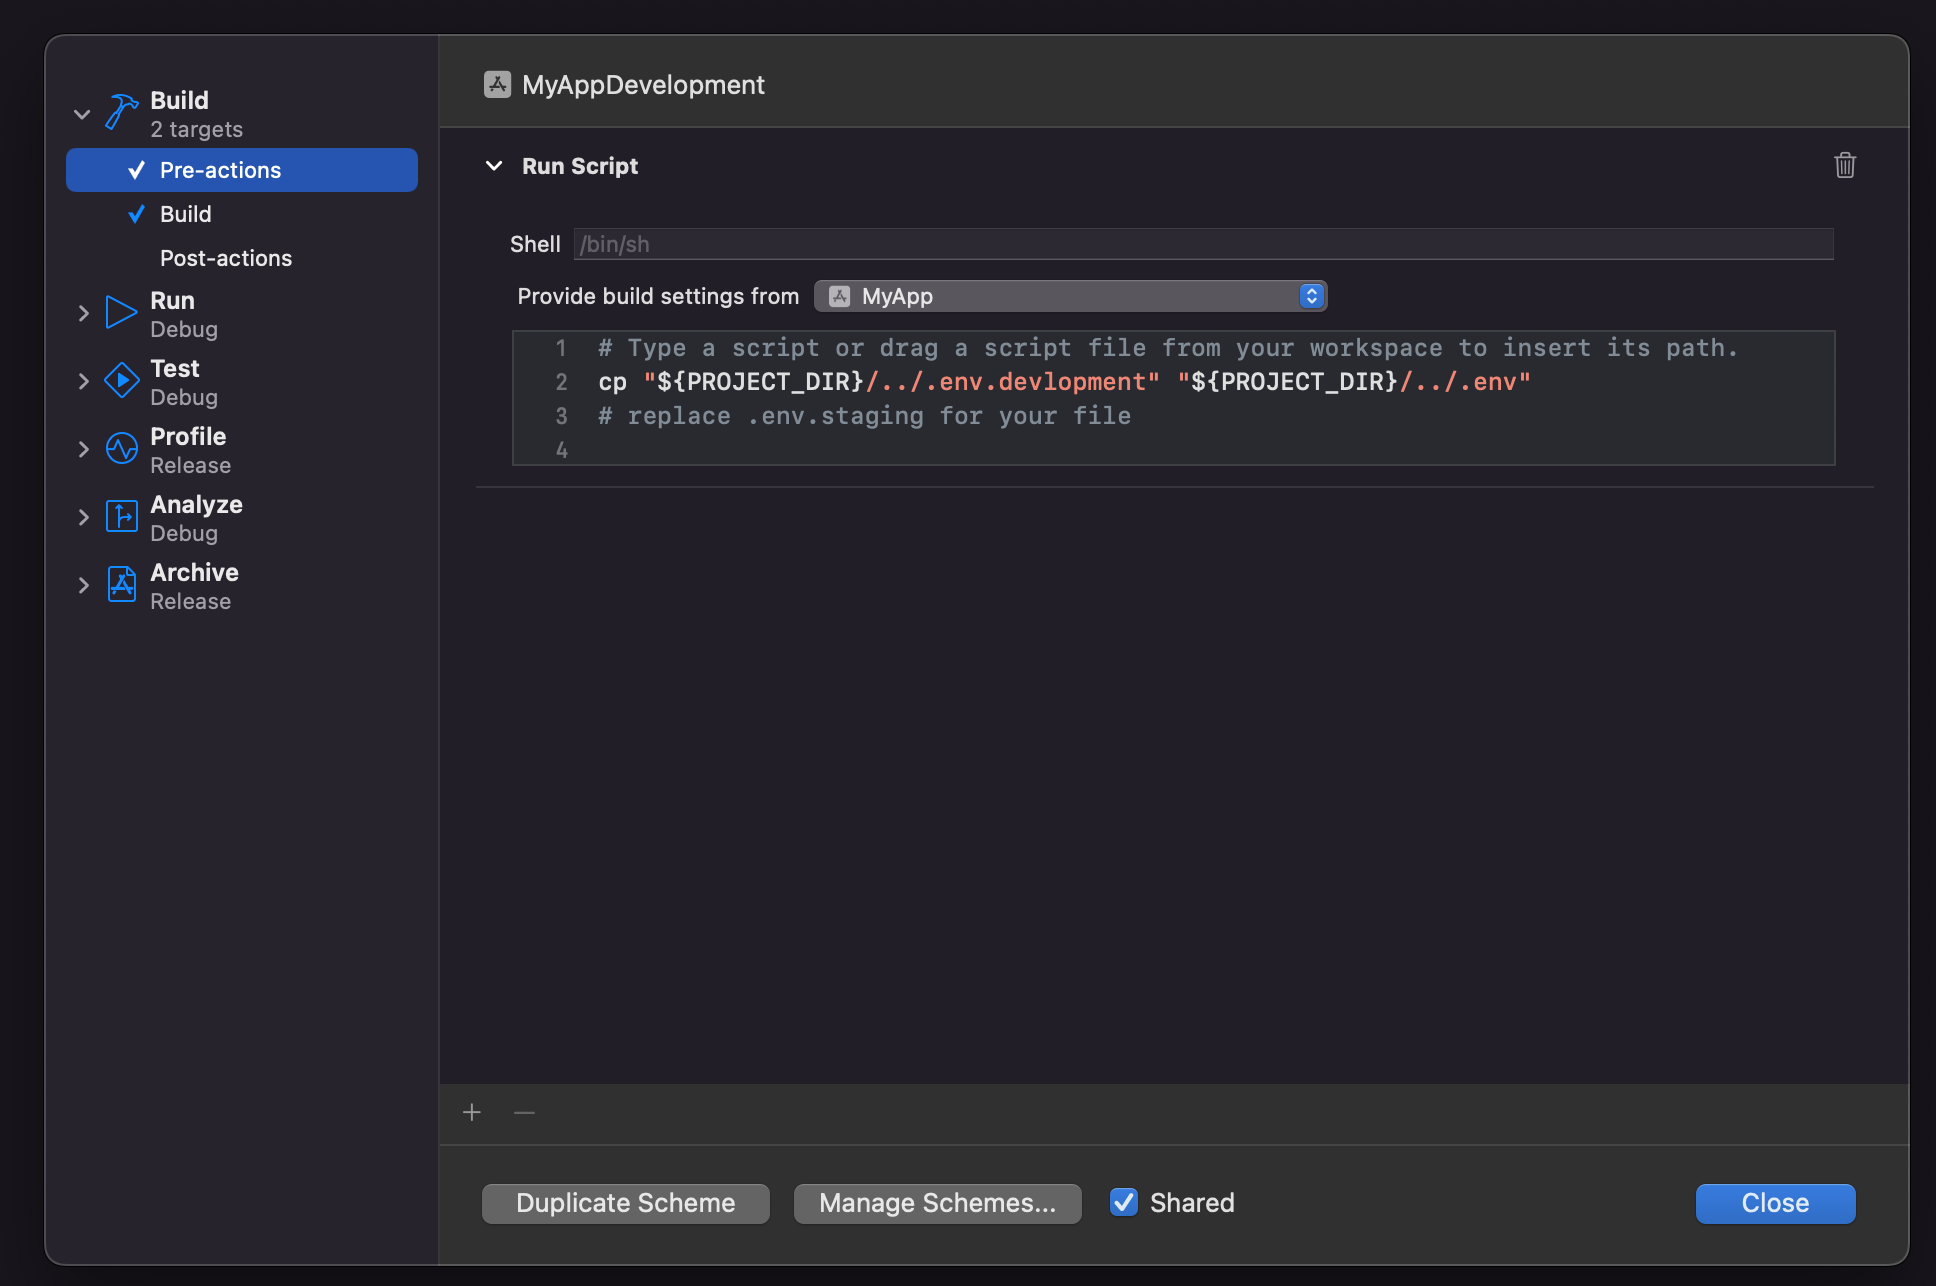 Build
2 targets
Pre-actions
Build
Post-actions
Run
Debug
Test
Debug
Profile
Release
Analyze
Debug
Archive
Release
MyAppDevelopment
Run Script
Shell /bin/sh
Provide build settings from MyApp
1 # Type a script or drag a script file from your workspace to insert its path.
2 cp "${PROJECT_DIR}/../.env.devlopment" "${PROJECT_DIR}/../.env"
3 # replace .env.staging for your file
4
Duplicate Scheme Manage Schemes... Shared Close